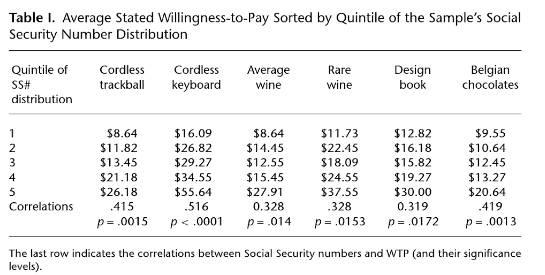 Table I. Average Stated Willingness-to-Pay Sorted by Quintile of the Sample's Social
Security Number Distribution
Quintile of SS# distribution Cordless trackball Cordless keyboard Average wine Rare wine Design book Belgian chocolates
1 $8.64 $16.09 $8.64 $11.73 $12.82 $9.55
2 $11.82 $26.82 $14.45 $22.45 $16.18 $10.64
3 $13.45 $29.27 $12.55 $18.09 $15.82 $12.45
4 $21.18 $34.55 $15.45 $24.55 $19.27 $13.27
5 $26.18 $55.64 $27.91 $37.55 $30.00 $20.64
Correlations .415 .516 0.328 .328 0.319 .419
p = .0015 p < .0001 p = .014 p = .0153 p = .0172 p = .0013
The last row indicates the correlations between Social Security numbers and WTP (and their significance
levels).